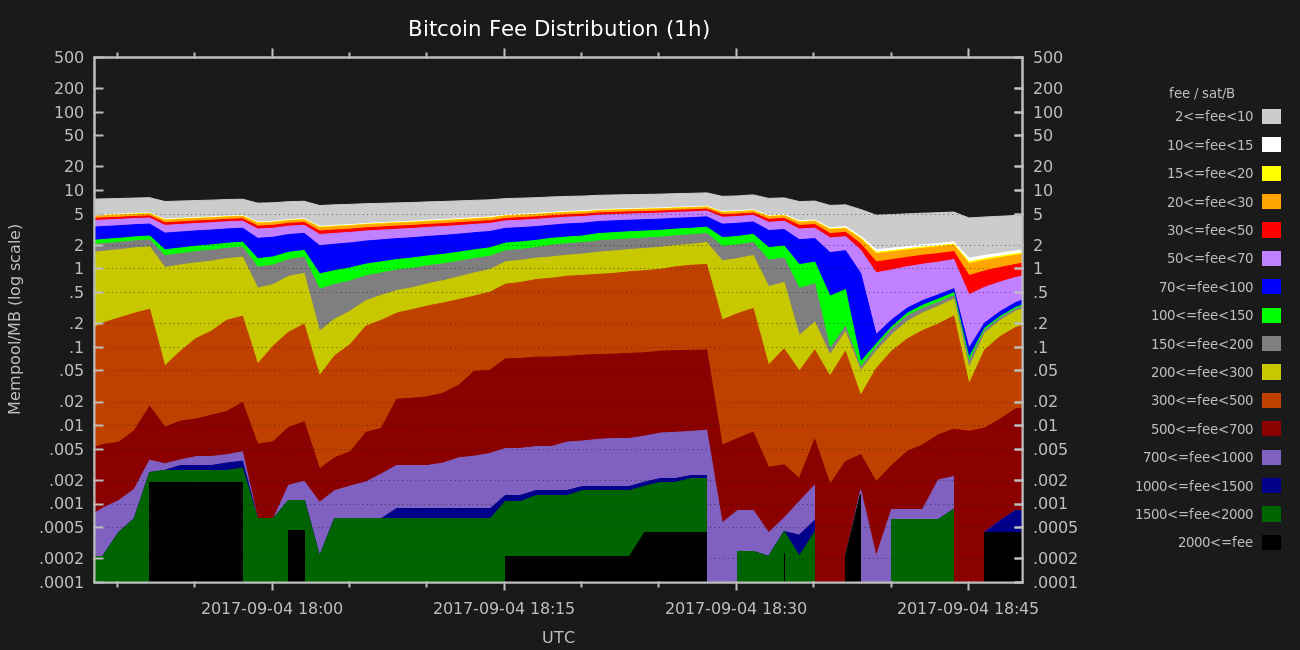 Bitcoin Fee Distribution (1h)
Mempool/MB (log scale)
500
200
100
50
20
10
5
2
1
.5
.2
.1
.05
.02
.01
.005
.002
.001
.0005
.0002
.0001
500
200
100
50
20
10
5
2
1
.5
.2
.1
.05
.02
.01
.005
.002
.001
.0005
.0002
.0001
fee / sat/B
2<=fee<10
10<=fee<15
15<=fee<20
20<=fee<30
30<=fee<50
50<=fee<70
70<=fee<100
100<=fee<150
150<=fee<200
200<=fee<300
300<=fee<500
500<=fee<700
700<=fee<1000
1000<=fee<1500
1500<=fee<2000
2000<=fee
2017-09-04 18:00 2017-09-04 18:15 2017-09-04 18:30 2017-09-04 18:45
UTC